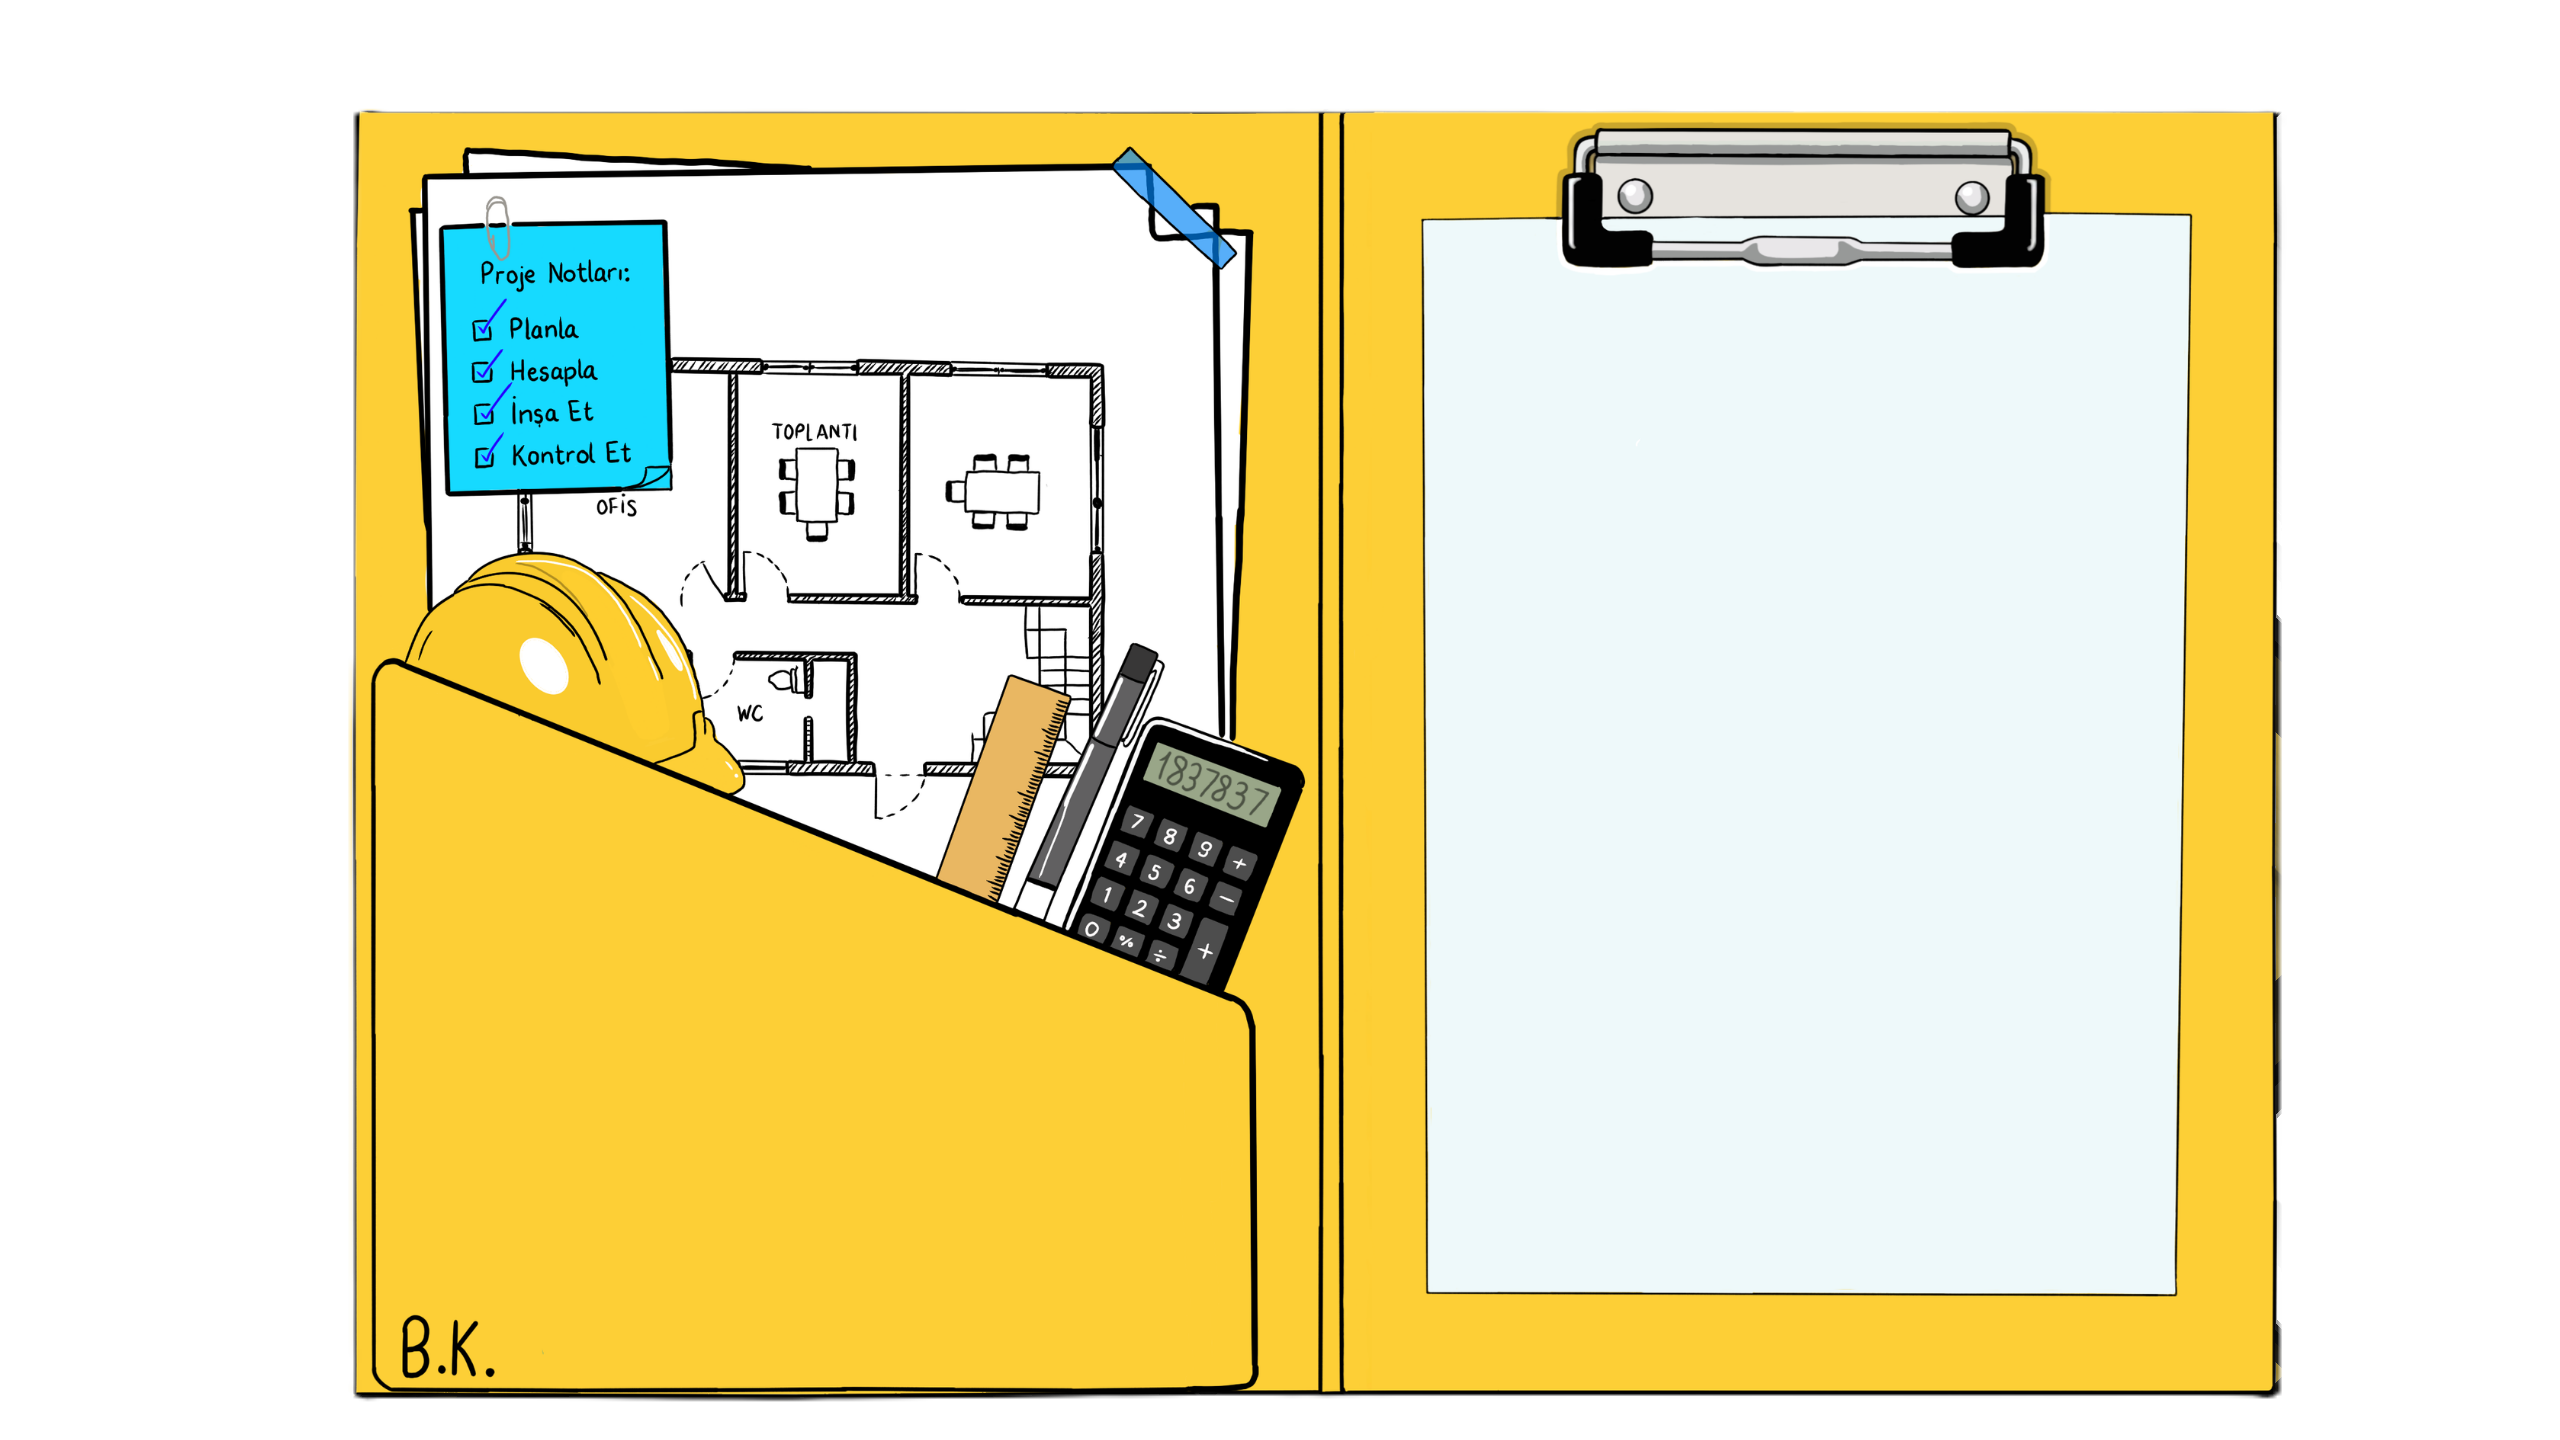 Proje Notları:
Planla
Hesapla
İnşa Et
Kontrol Et
OFİS
TOPLANTI
WC
1837837
7 8 9 +
4 5 6 -
1 2 3
0 % ÷ +
B.K.